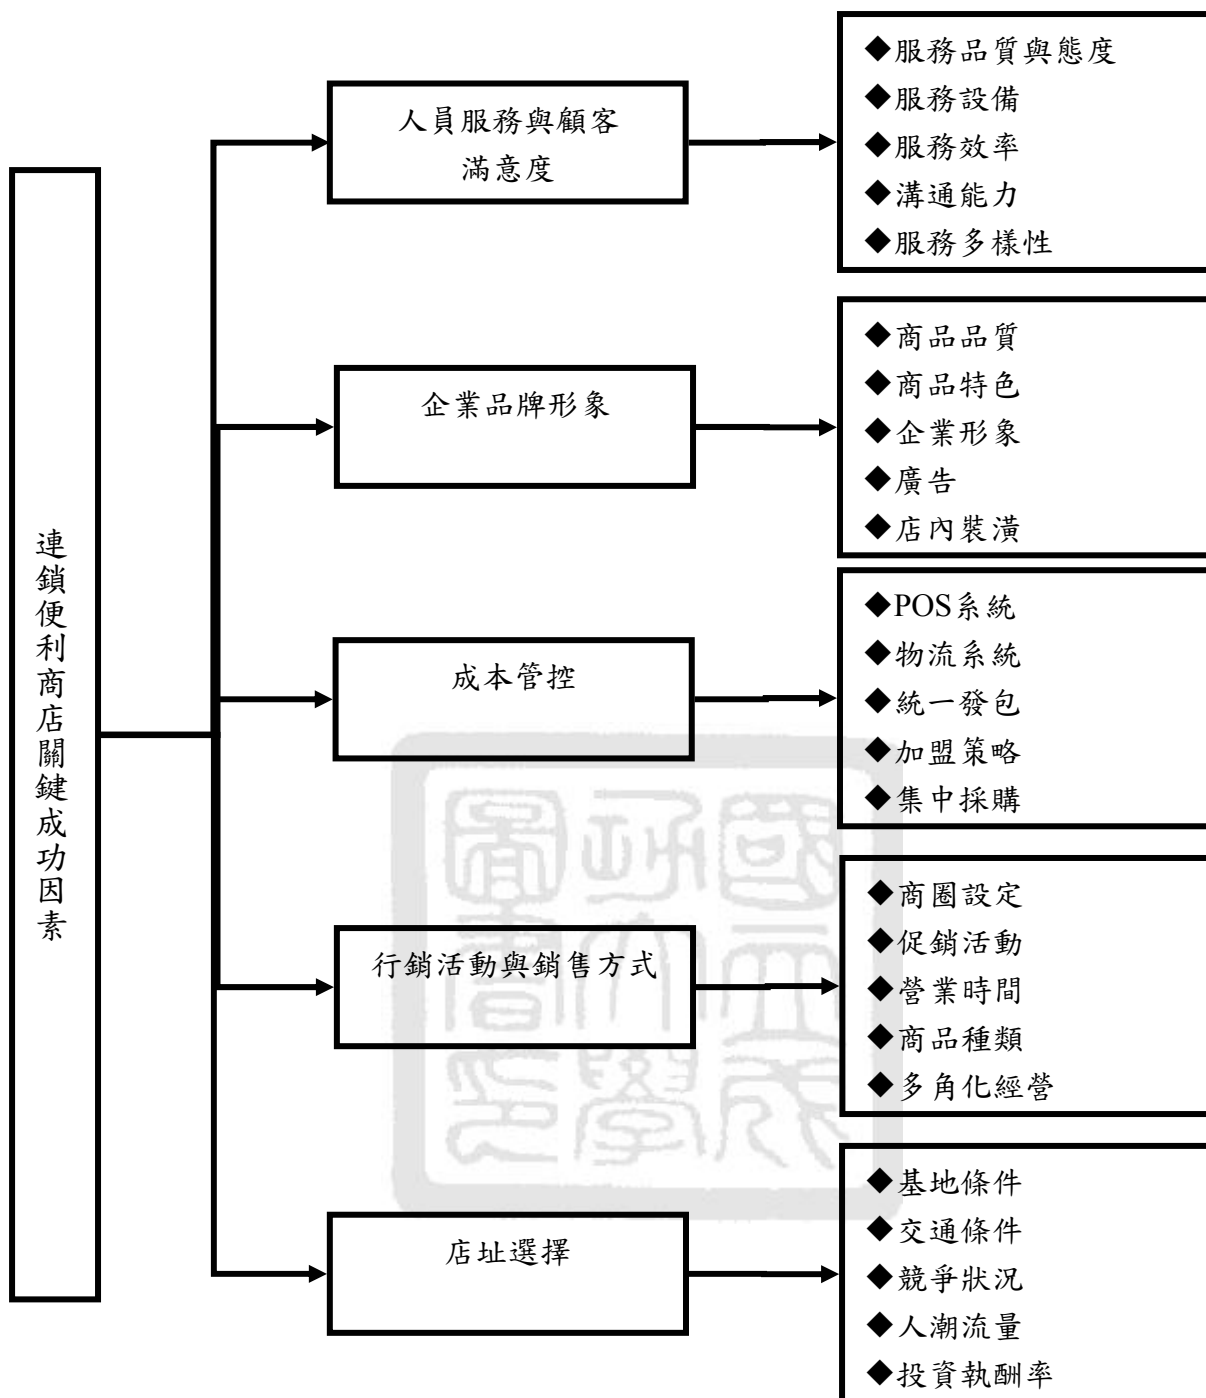 連鎖便利商店關鍵成功因素
人員服務與顧客
滿意度
◆服務品質與態度
◆服務設備
◆服務效率
◆溝通能力
◆服務多樣性
企業品牌形象
◆商品品質
◆商品特色
◆企業形象
◆廣告
◆店內裝潢
成本管控
◆POS系統
◆物流系統
◆統一發包
◆加盟策略
◆集中採購
行銷活動與銷售方式
◆商圈設定
◆促銷活動
◆營業時間
◆商品種類
◆多角化經營
店址選擇
◆基地條件
◆交通條件
◆競爭狀況
◆人潮流量
◆投資執酬率